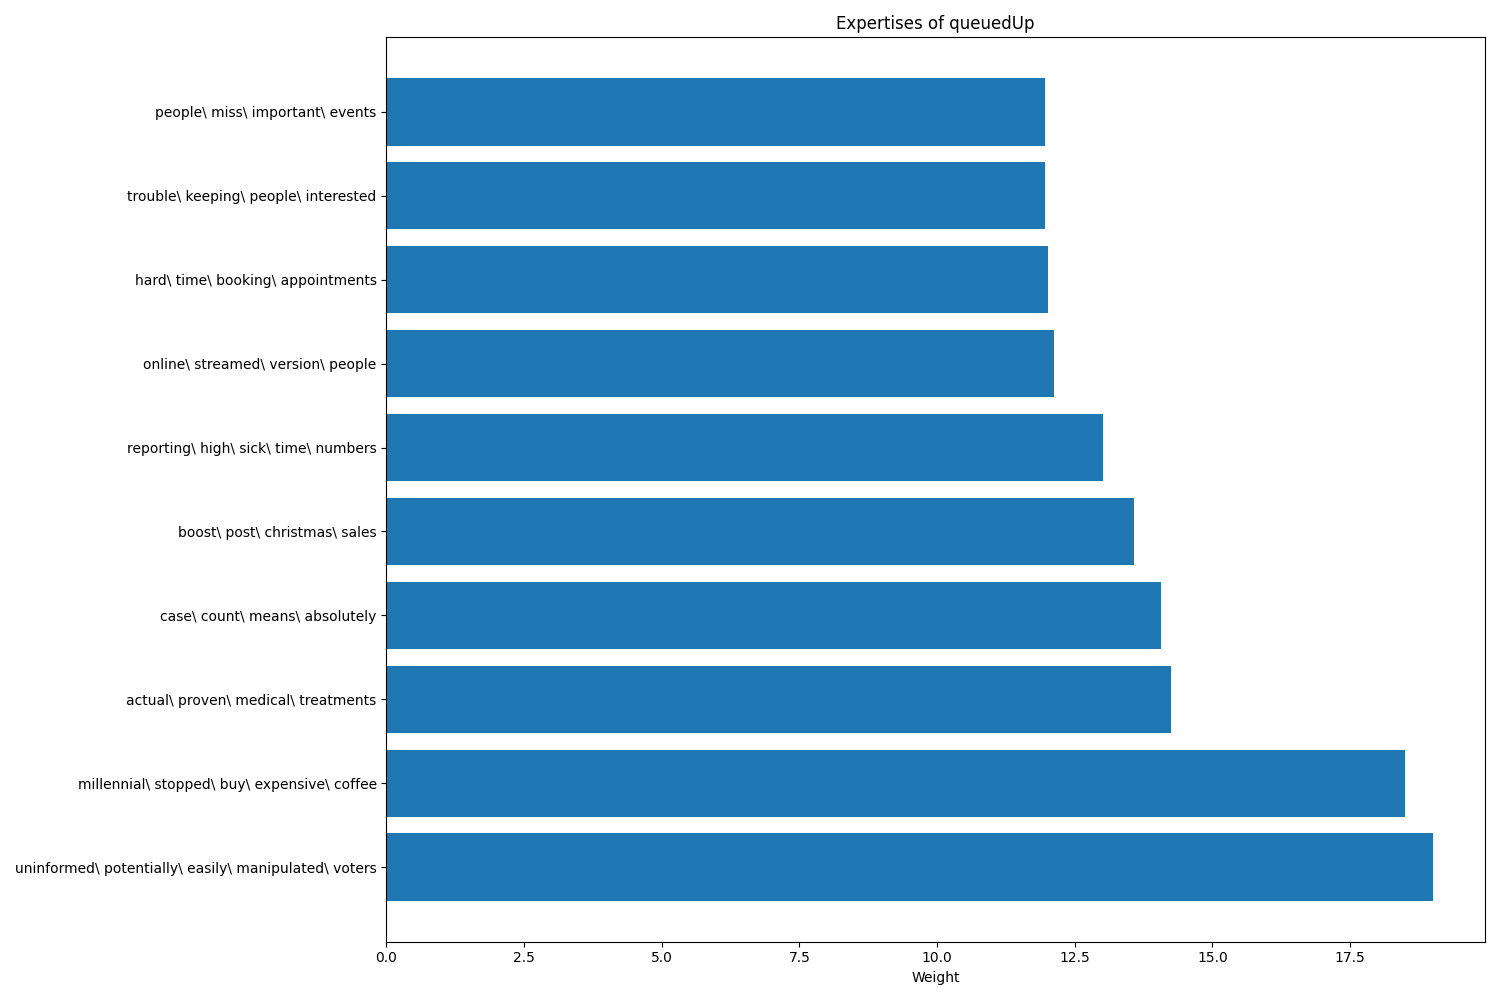 Expertises of queuedUp
people\ miss\ important\ events
trouble\ keeping\ people\ interested
hard\ time\ booking\ appointments
online\ streamed\ version\ people
reporting\ high\ sick\ time\ numbers
boost\ post\ christmas\ sales
case\ count\ means\ absolutely
actual\ proven\ medical\ treatments
millennial\ stopped\ buy\ expensive\ coffee
uninformed\ potentially\ easily\ manipulated\ voters
0.0 2.5 5.0 7.5 10.0 12.5 15.0 17.5
Weight